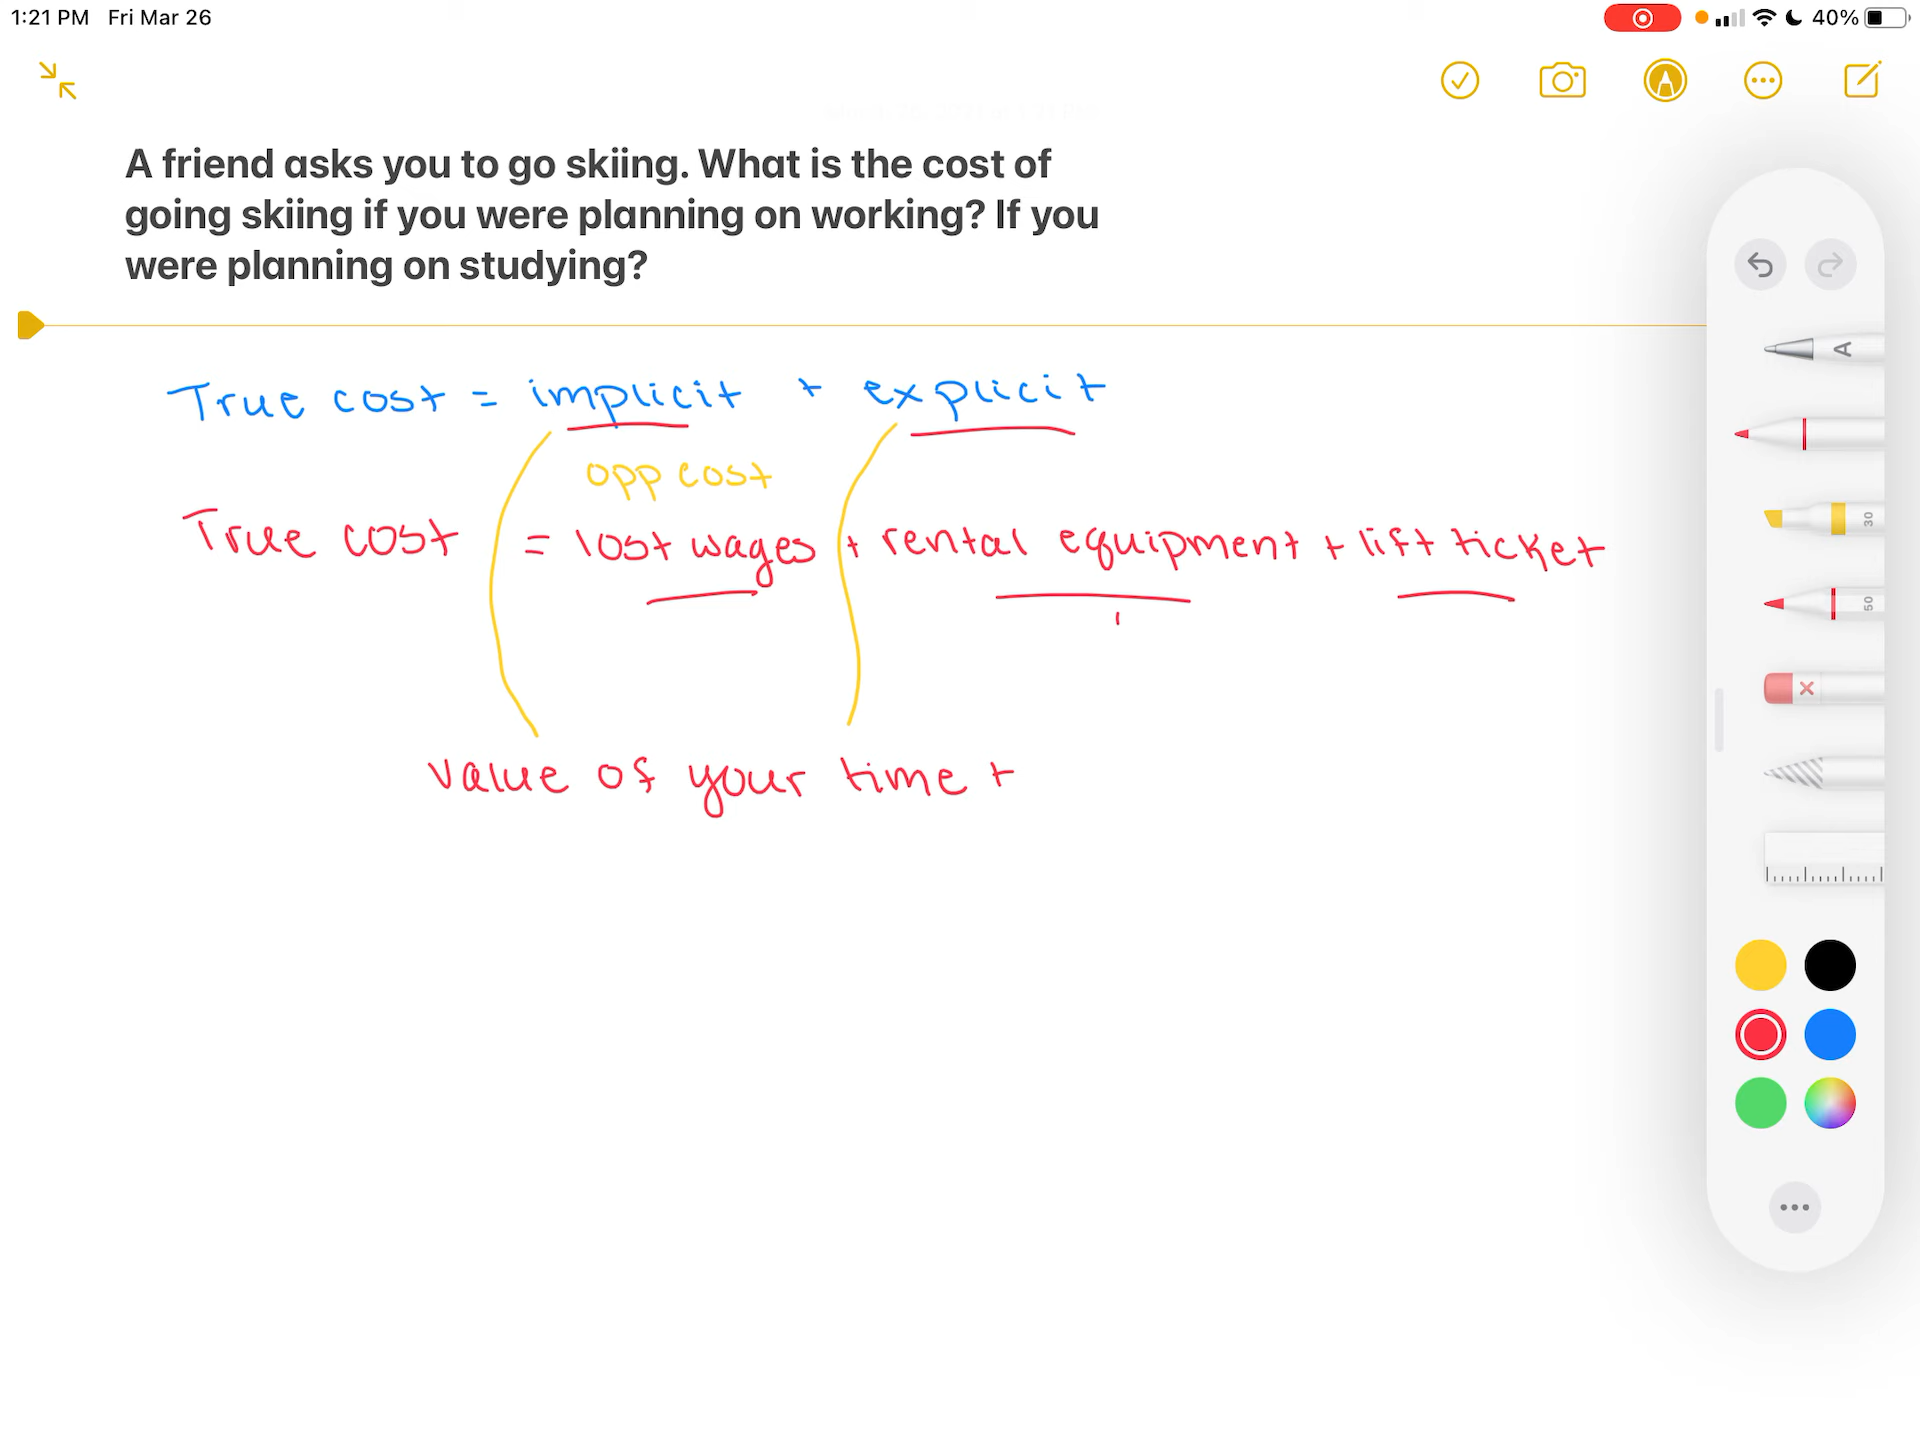 1:21 PM Fri Mar 26 40%
A friend asks you to go skiing. What is the cost of
going skiing if you were planning on working? If you
were planning on studying?
True cost = implicit + explicit
opp cost
True cost = lost wages + rental equipment + lift ticket
value of your time +
A
30
50